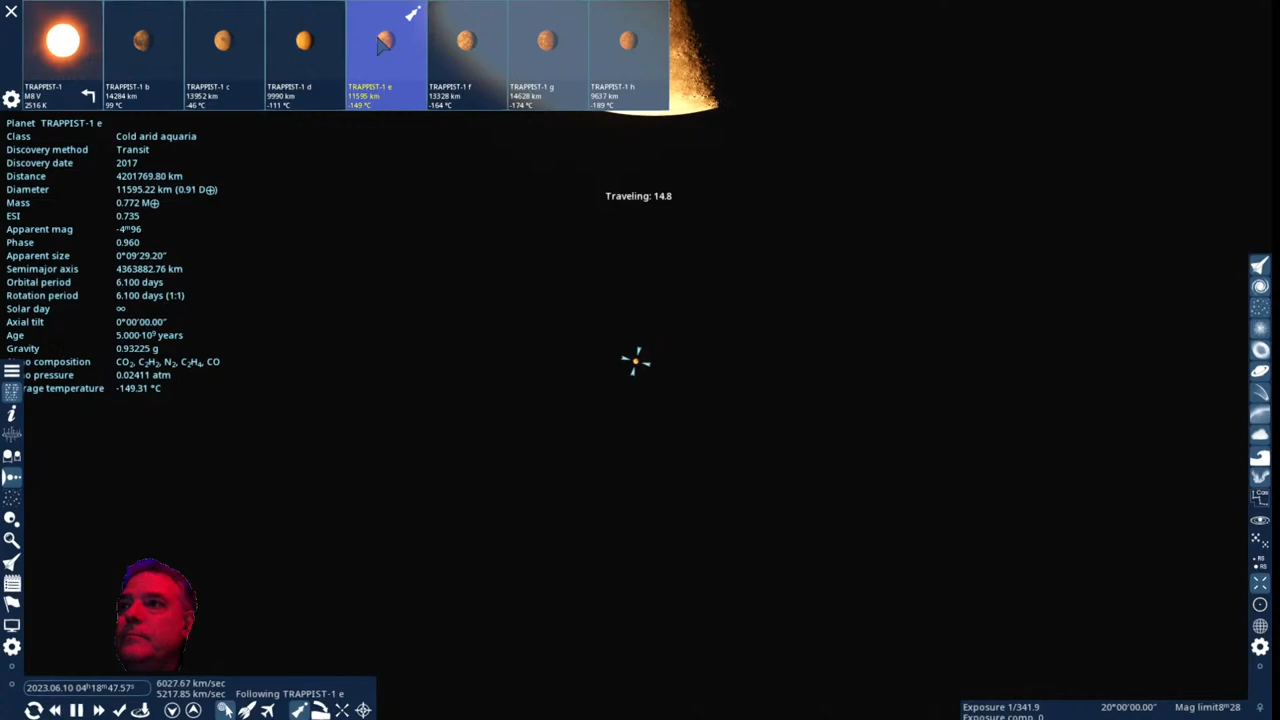 TRAPPIST-1
M8 V
2516 K
TRAPPIST-1 b
14284 km
99 °C
TRAPPIST-1 c
13952 km
-46 °C
TRAPPIST-1 d
9990 km
-111 °C
TRAPPIST-1 e
11595 km
-149 °C
TRAPPIST-1 f
13328 km
-164 °C
TRAPPIST-1 g
14628 km
-174 °C
TRAPPIST-1 h
9637 km
-189 °C
Planet TRAPPIST-1 e
Class Cold arid aquaria
Discovery method Transit
Discovery date 2017
Distance 4201769.80 km
Diameter 11595.22 km (0.91 D⊕)
Mass 0.772 M⊕
ESI 0.735
Apparent mag -4ᵐ96
Phase 0.960
Apparent size 0°09′29.20″
Semimajor axis 4363882.76 km
Orbital period 6.100 days
Rotation period 6.100 days (1:1)
Solar day ∞
Axial tilt 0°00′00.00″
Age 5.000·10⁹ years
Gravity 0.93225 g
o composition CO₂, C₂H₂, N₂, C₂H₄, CO
o pressure 0.02411 atm
rage temperature -149.31 °C
Traveling: 14.8
2023.06.10 04ʰ18ᵐ47.57ˢ
6027.67 km/sec
5217.85 km/sec Following TRAPPIST-1 e
Exposure 1/341.9 20°00′00.00″ Mag limit8ᵐ28
Exposure comp. 0
RS
RS